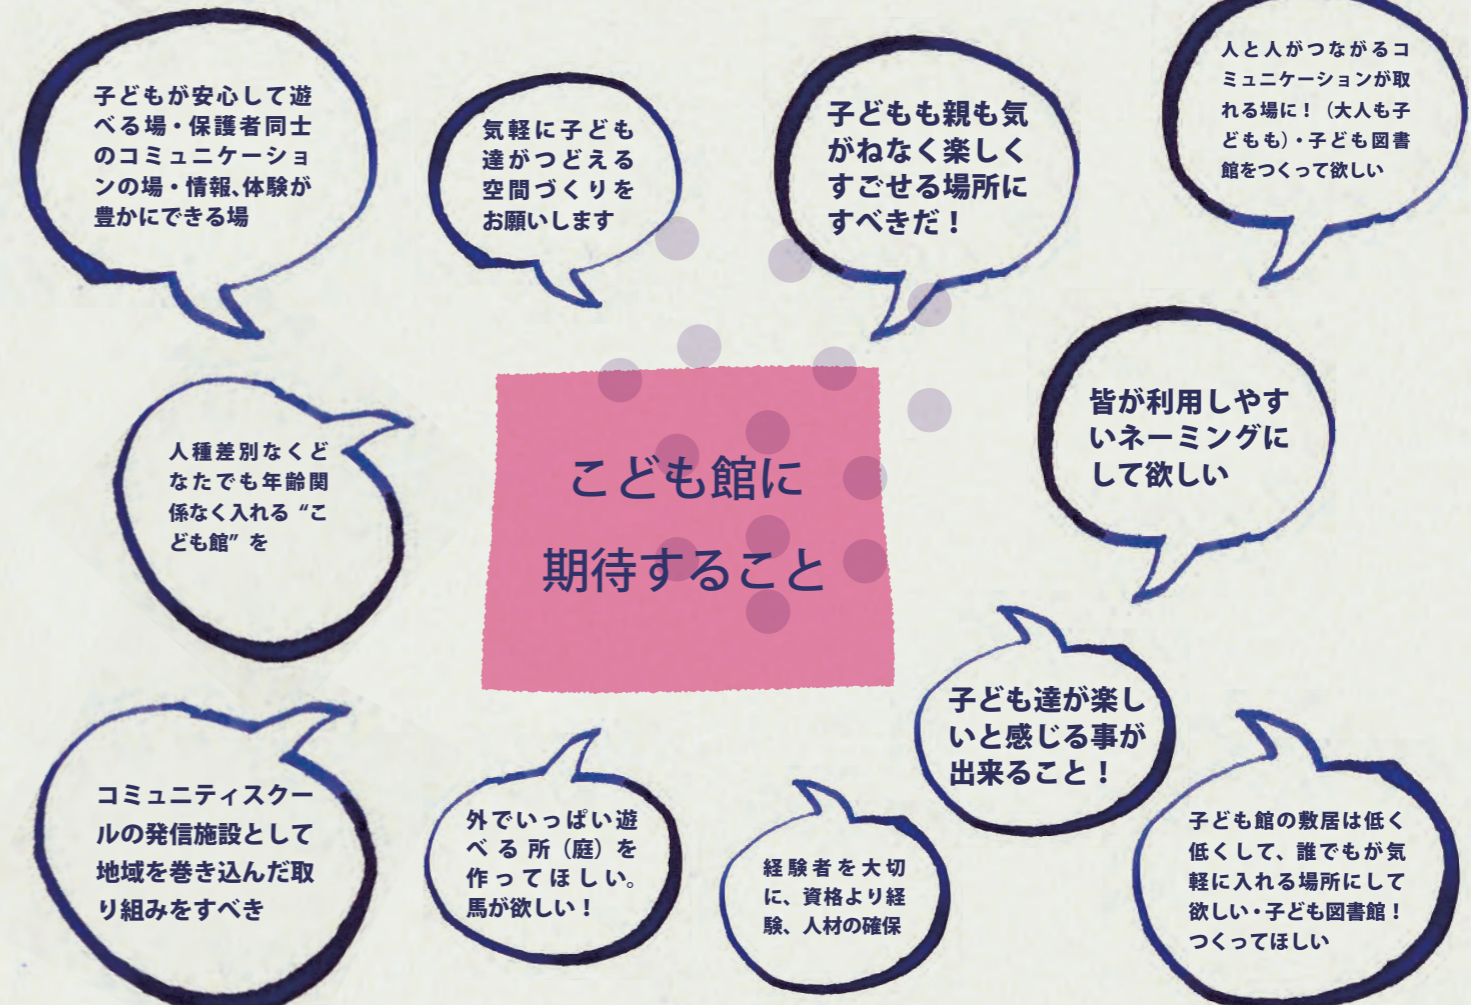 子どもが安心して遊
べる場・保護者同士
のコミュニケーショ
ンの場・情報、体験が
豊かにできる場
気軽に子ども
達がつどえる
空間づくりを
お願いします
子どもも親も気
がねなく楽しく
すごせる場所に
すべきだ！
人と人がつながるコ
ミュニケーションが取
れる場に！（大人も子
どもも）・子ども図書
館をつくって欲しい
人種差別なくど
なたでも年齢関
係なく入れる“こ
ども館”を
こども館に
期待すること
皆が利用しやす
いネーミングに
して欲しい
コミュニティスクー
ルの発信施設として
地域を巻き込んだ取
り組みをすべき
外でいっぱい遊
べる所（庭）を
作ってほしい。
馬が欲しい！
経験者を大切
に、資格より経
験、人材の確保
子ども達が楽し
いと感じる事が
出来ること！
子ども館の敷居は低く
低くして、誰でもが気
軽に入れる場所にして
欲しい・子ども図書館！
つくってほしい